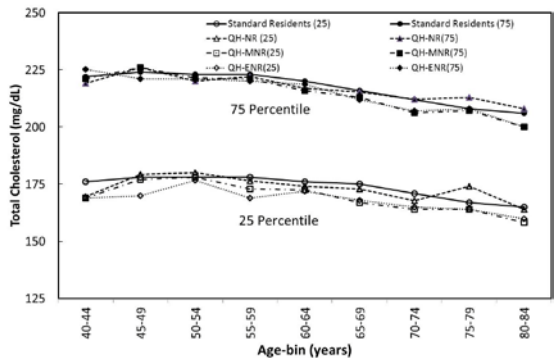 Standard Residents (25) Standard Residents (75)
QH-NR (25) QH-NR(75)
QH-MNR(25) QH-MNR(75)
QH-ENR(25) QH-ENR(75)
250
225
200
175
150
125
Total Cholesterol (mg/dL)
75 Percentile
25 Percentile
40-44 45-49 50-54 55-59 60-64 65-69 70-74 75-79 80-84
Age-bin (years)